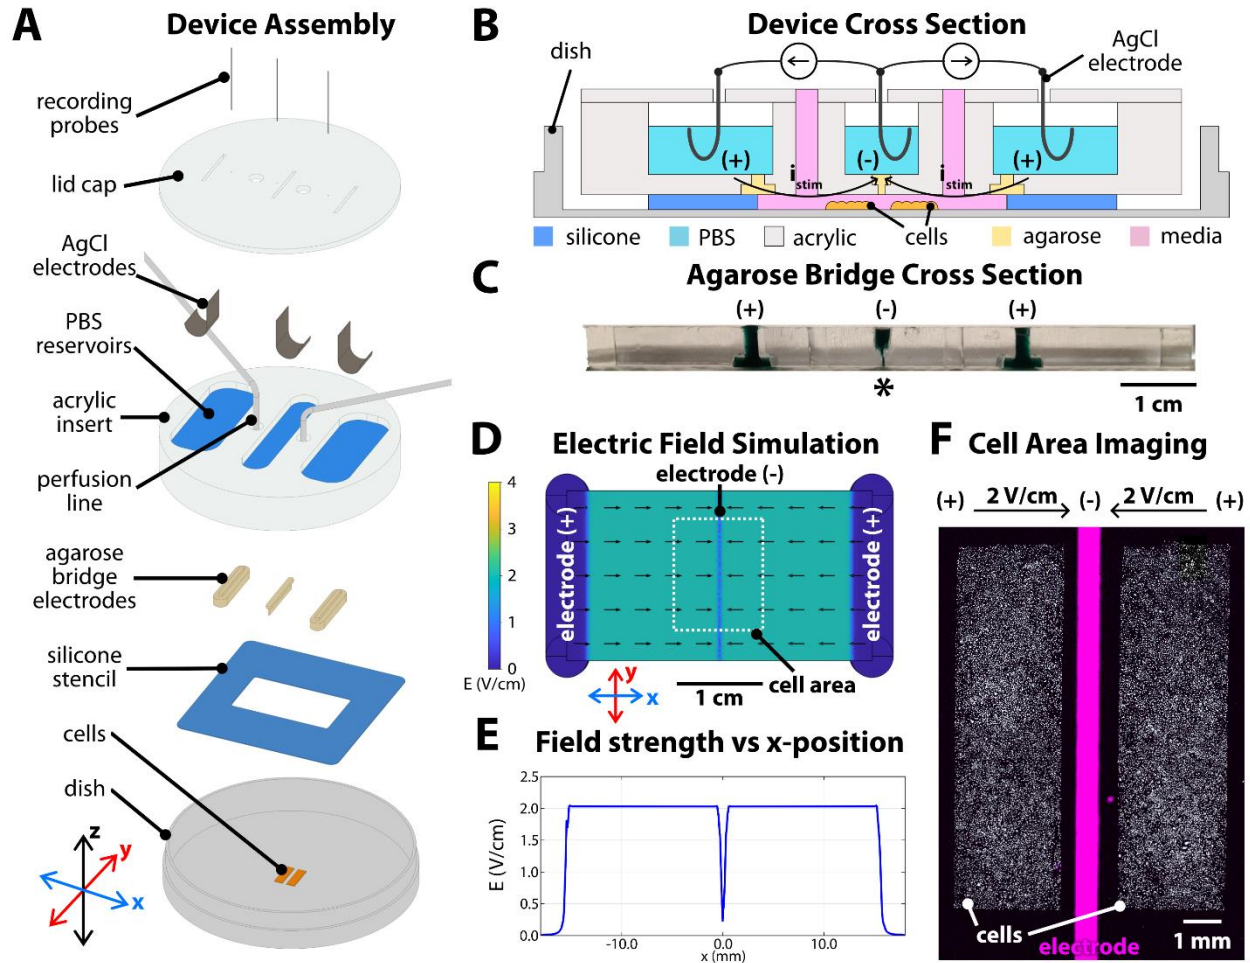 A Device Assembly
recording
probes
lid cap
AgCl
electrodes
PBS
reservoirs
acrylic
insert
perfusion
line
agarose
bridge
electrodes
silicone
stencil
cells
dish
z
y
x
B Device Cross Section
dish
AgCl
electrode
(+) (-) (+)
i stim i stim
silicone PBS acrylic cells agarose media
C Agarose Bridge Cross Section
(+) (-) (+)
*
1 cm
D Electric Field Simulation
electrode (-)
4
3
2
1
0
E (V/cm)
electrode (+)
electrode (+)
y
x
1 cm
cell area
E Field strength vs x-position
2.5
2.0
1.5
1.0
0.5
0.0
E (V/cm)
-10.0 0.0 10.0
x (mm)
F Cell Area Imaging
(+) 2 V/cm (-) 2 V/cm (+)
cells
electrode
1 mm